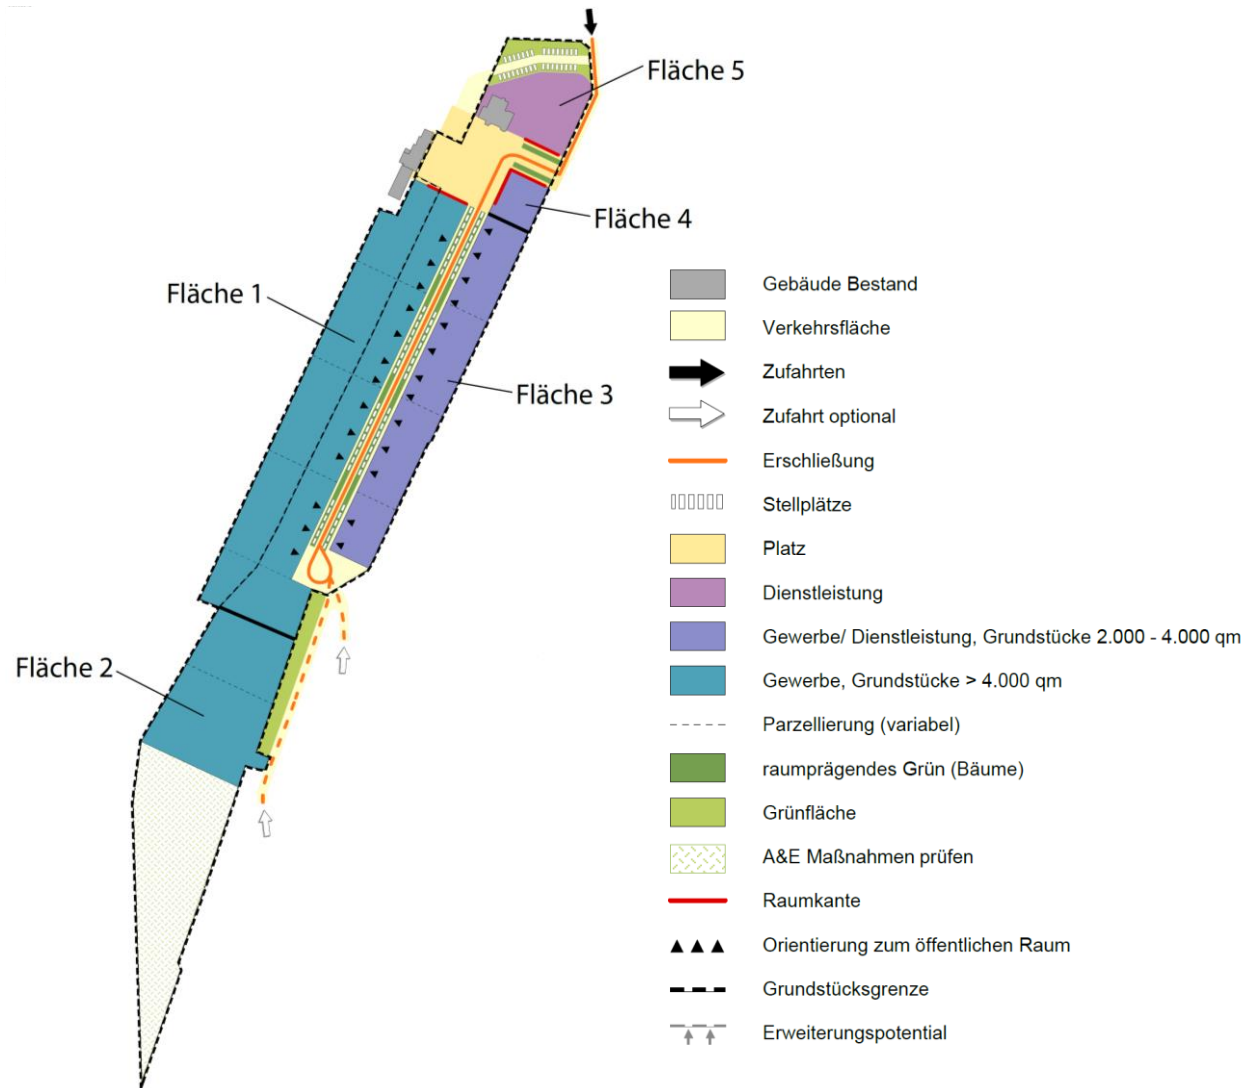 Fläche 5
Fläche 4
Fläche 1
Fläche 3
Fläche 2
Gebäude Bestand
Verkehrsfläche
Zufahrten
Zufahrt optional
Erschließung
Stellplätze
Platz
Dienstleistung
Gewerbe/ Dienstleistung, Grundstücke 2.000 - 4.000 qm
Gewerbe, Grundstücke > 4.000 qm
Parzellierung (variabel)
raumprägendes Grün (Bäume)
Grünfläche
A&E Maßnahmen prüfen
Raumkante
Orientierung zum öffentlichen Raum
Grundstücksgrenze
Erweiterungspotential